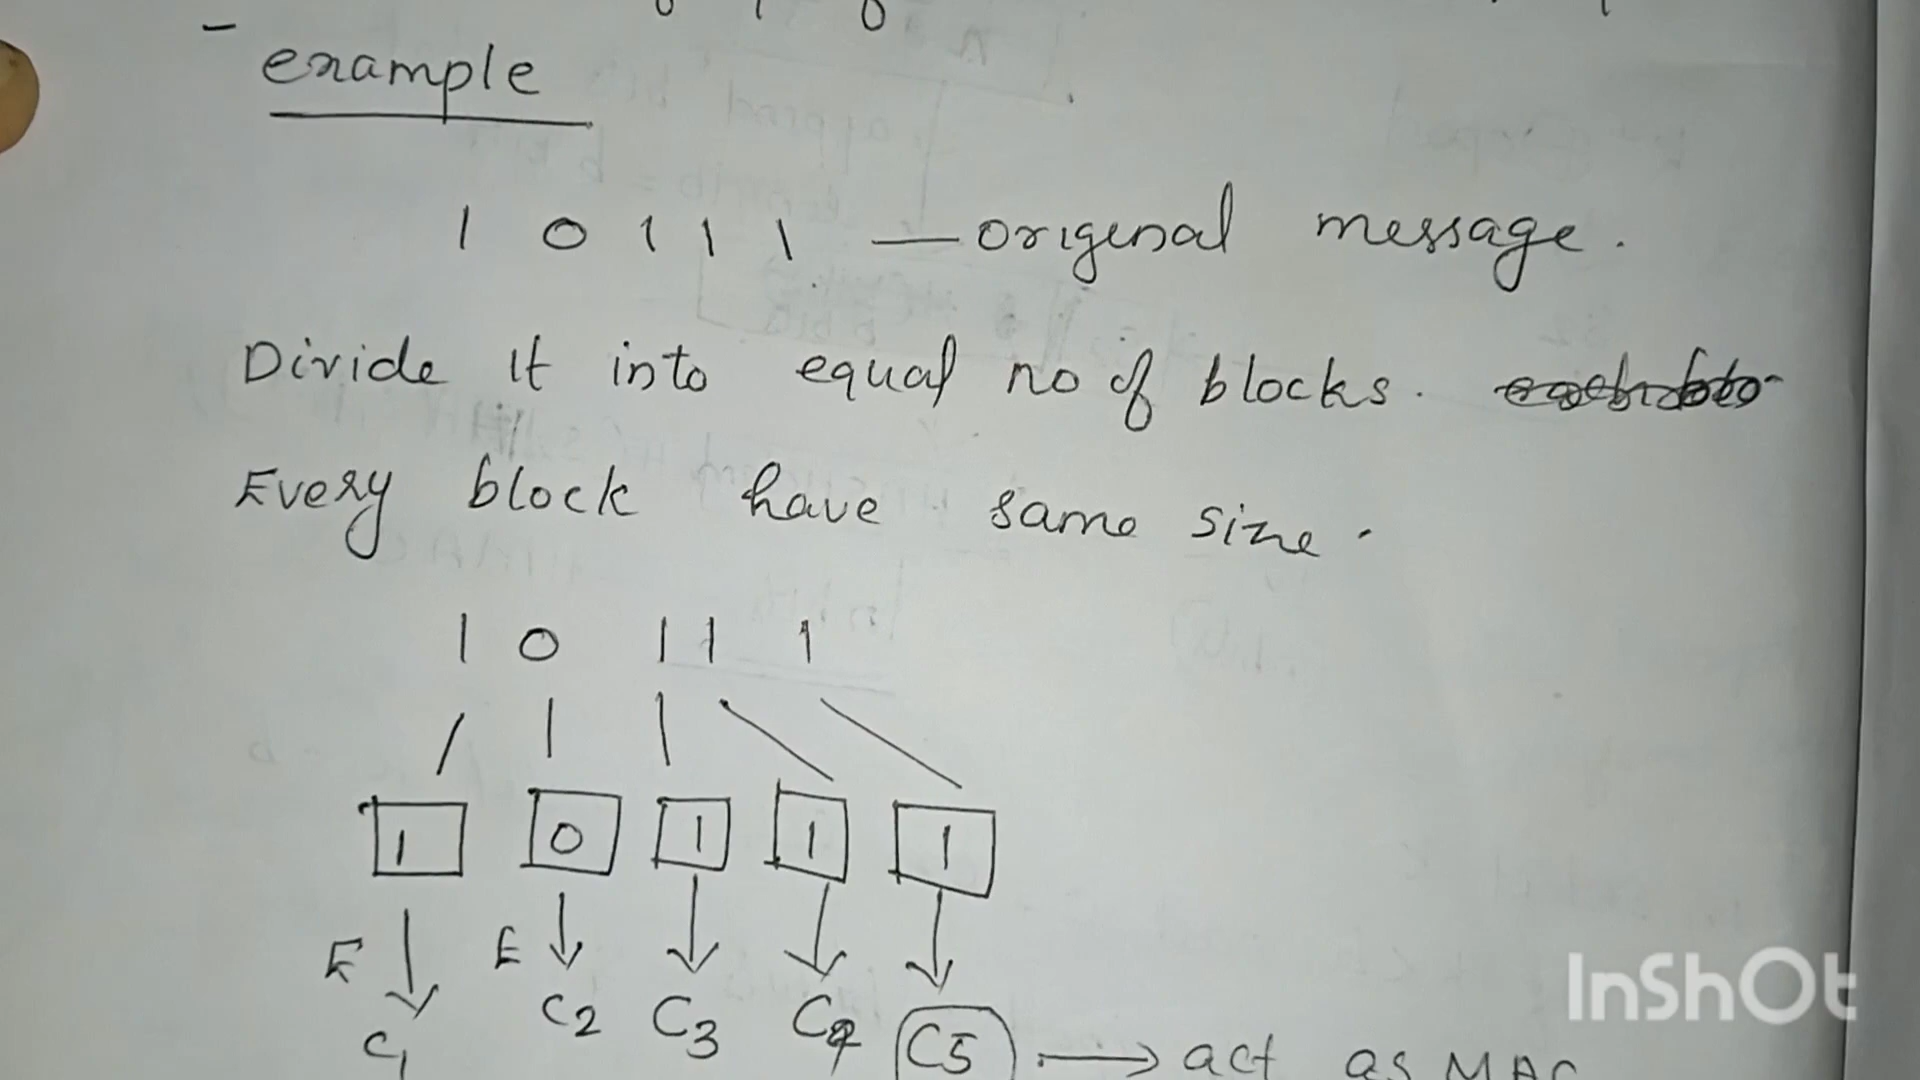 example
1 0 1 1 1 — origenal message.
Divide it into equal no of blocks.
Every block have same size.
1 0 1 1 1
1 0 1 1 1
E E
C1 C2 C3 C4 C5 → act as MAC
InShOt